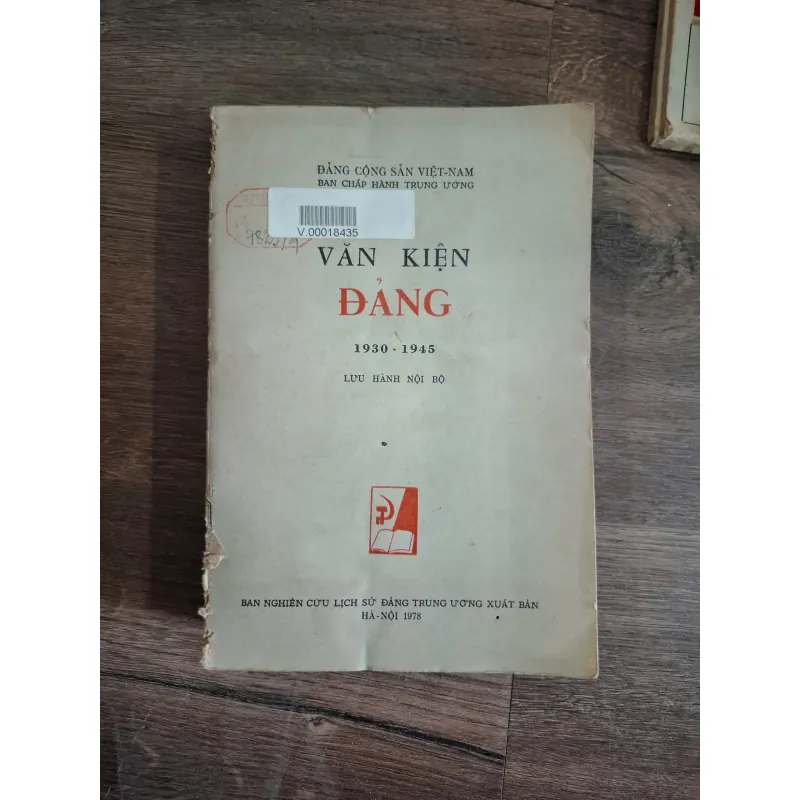 ĐẢNG CỘNG SẢN VIỆT-NAM
BAN CHẤP HÀNH TRUNG ƯƠNG
V.00018435
VĂN KIỆN
ĐẢNG
1930 - 1945
LƯU HÀNH NỘI BỘ
BAN NGHIÊN CỨU LỊCH SỬ ĐẢNG TRUNG ƯƠNG XUẤT BẢN
HÀ-NỘI 1978